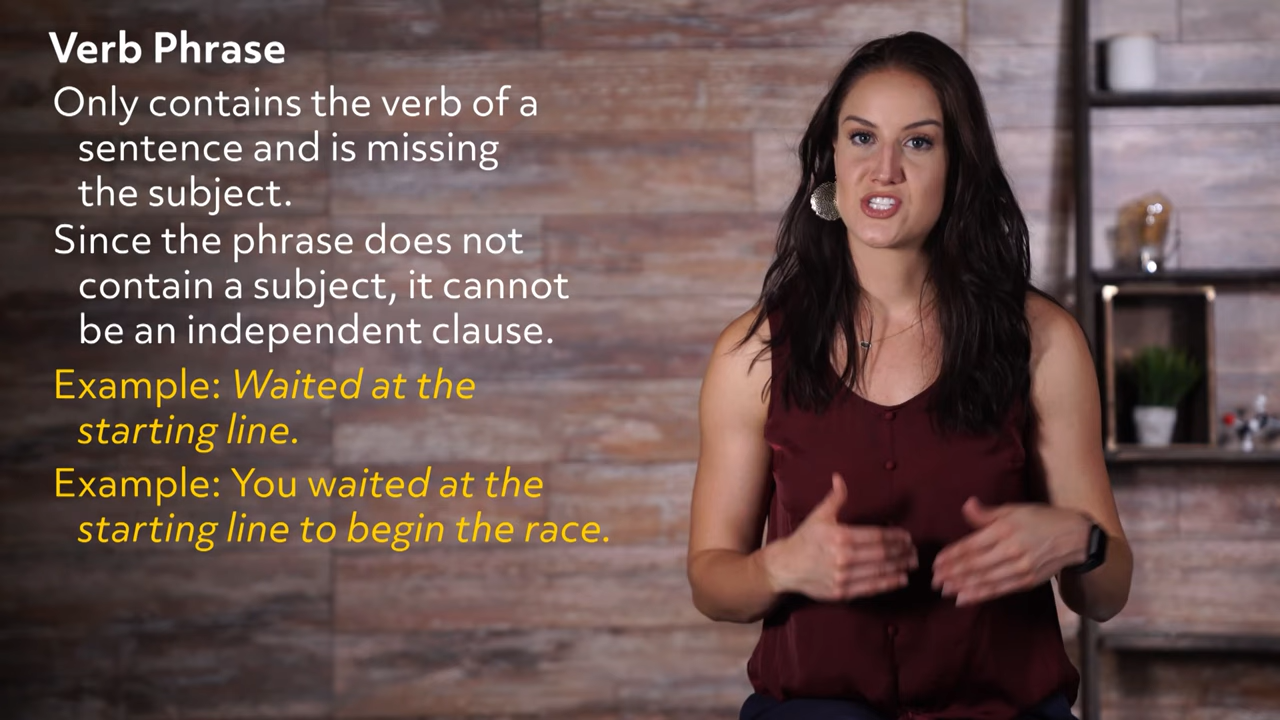 Verb Phrase
Only contains the verb of a
sentence and is missing
the subject.
Since the phrase does not
contain a subject, it cannot
be an independent clause.
Example: Waited at the
starting line.
Example: You waited at the
starting line to begin the race.